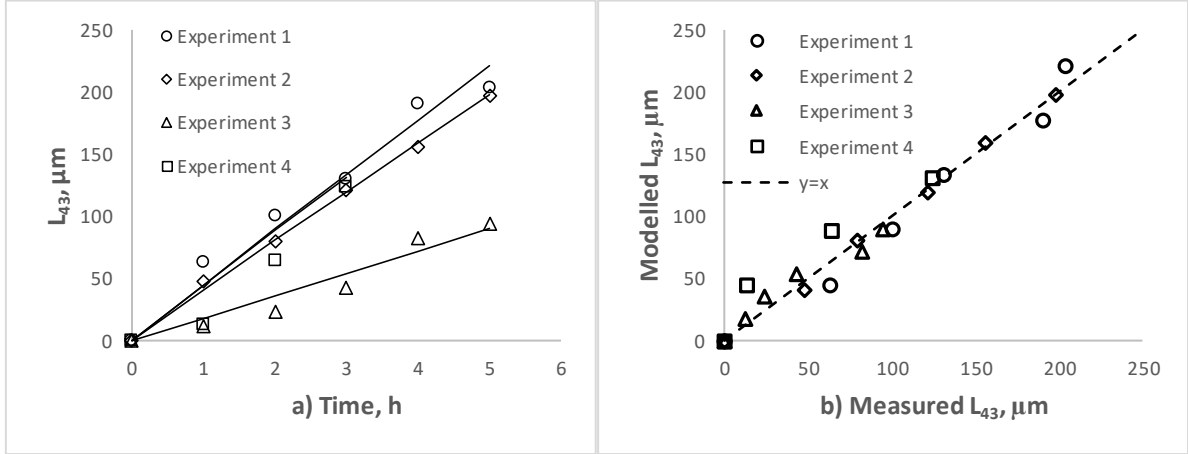 250
200
150
100
50
0
L₄₃, μm
Experiment 1
Experiment 2
Experiment 3
Experiment 4
0 1 2 3 4 5 6
a) Time, h
250
200
150
100
50
0
Modelled L₄₃, μm
Experiment 1
Experiment 2
Experiment 3
Experiment 4
y=x
0 50 100 150 200 250
b) Measured L₄₃, μm